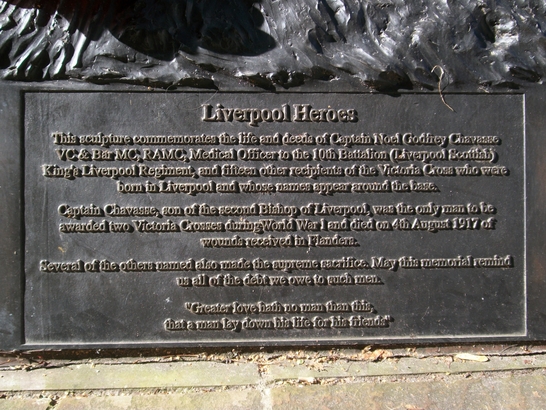 Liverpool Heroes
This sculpture commemorates the life and deeds of Captain Noel Godfrey Chavasse
VC & Bar MC, RAMC, Medical Officer to the 10th Battalion (Liverpool Scottish)
King's Liverpool Regiment, and fifteen other recipients of the Victoria Cross who were
born in Liverpool and whose names appear around the base.
Captain Chavasse, son of the second Bishop of Liverpool, was the only man to be
awarded two Victoria Crosses during World War I and died on 4th August 1917 of
wounds received in Flanders.
Several of the others named also made the supreme sacrifice. May this memorial remind
us all of the debt we owe to such men.
"Greater love hath no man than this,
that a man lay down his life for his friends"